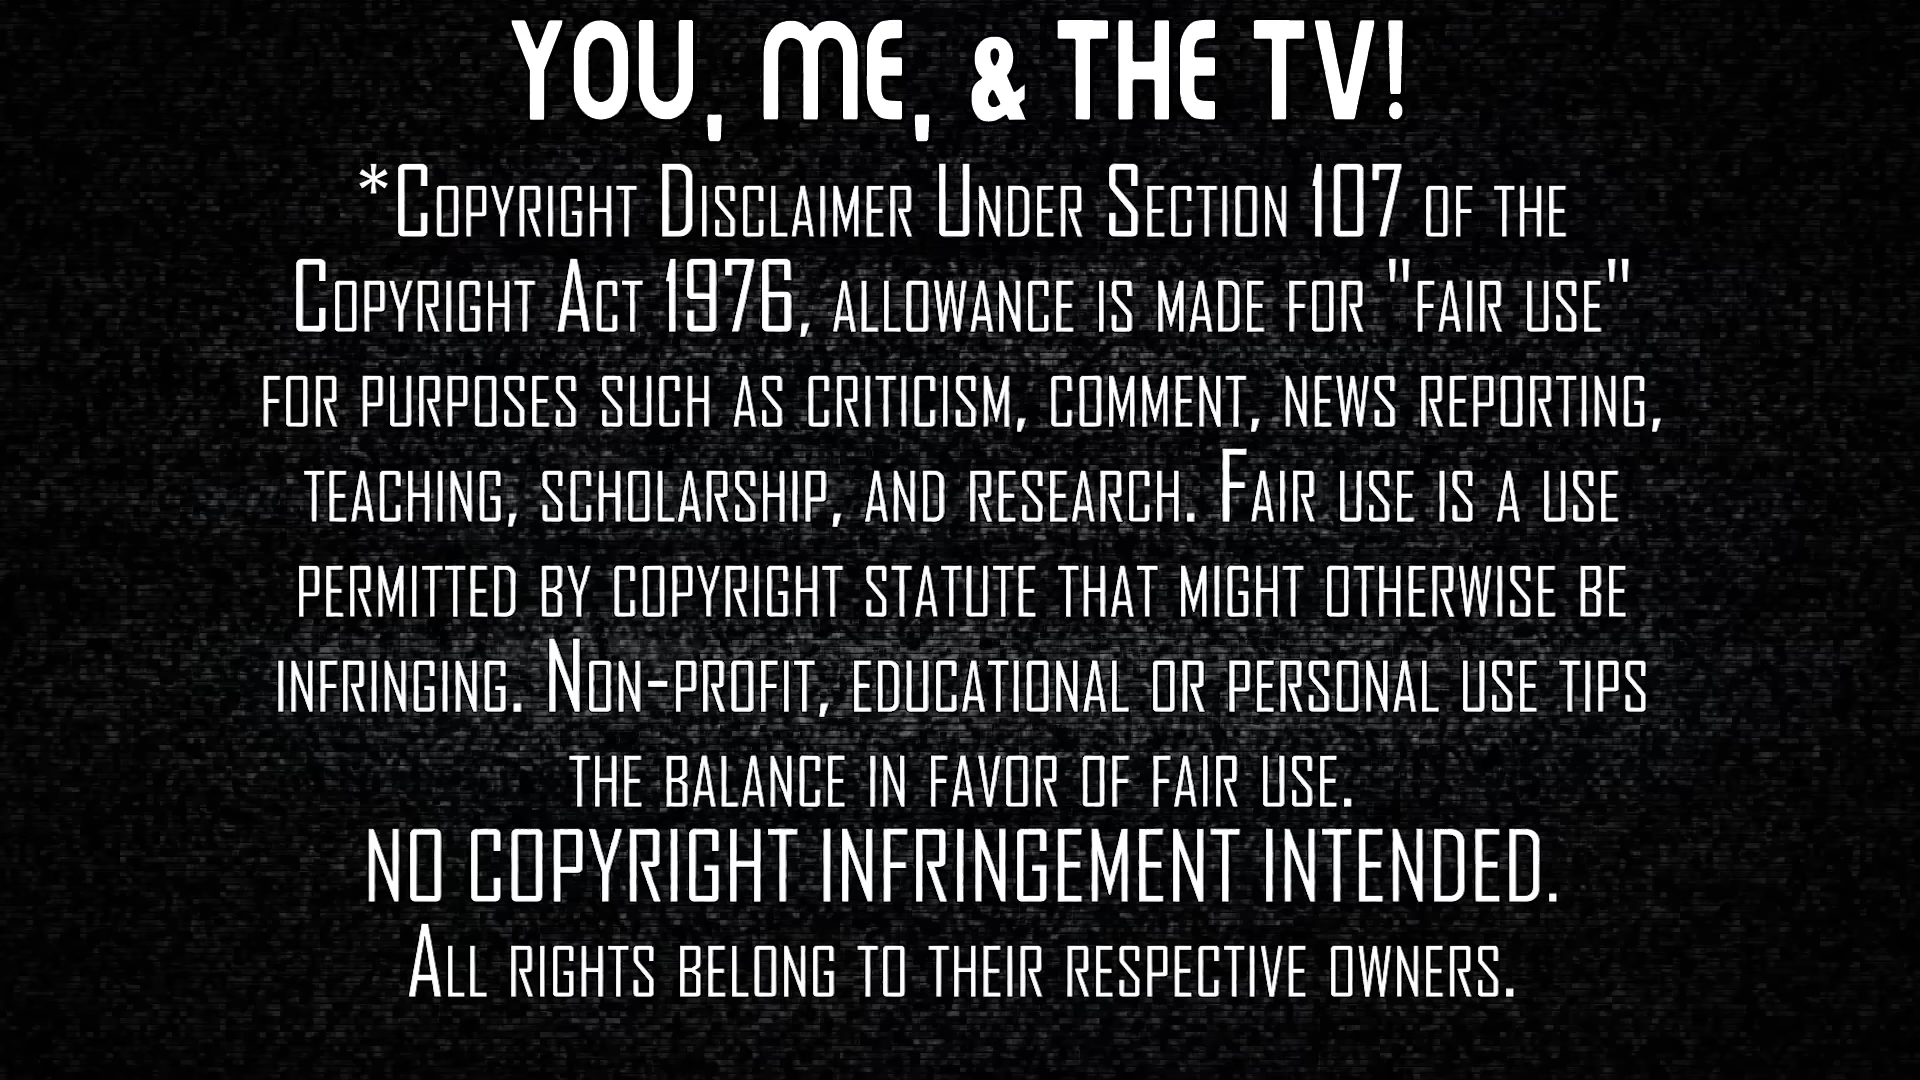 YOU, ME, & THE TV!
*Copyright Disclaimer Under Section 107 of the
Copyright Act 1976, allowance is made for "fair use"
for purposes such as criticism, comment, news reporting,
teaching, scholarship, and research. Fair use is a use
permitted by copyright statute that might otherwise be
infringing. Non-profit, educational or personal use tips
the balance in favor of fair use.
NO COPYRIGHT INFRINGEMENT INTENDED.
All rights belong to their respective owners.